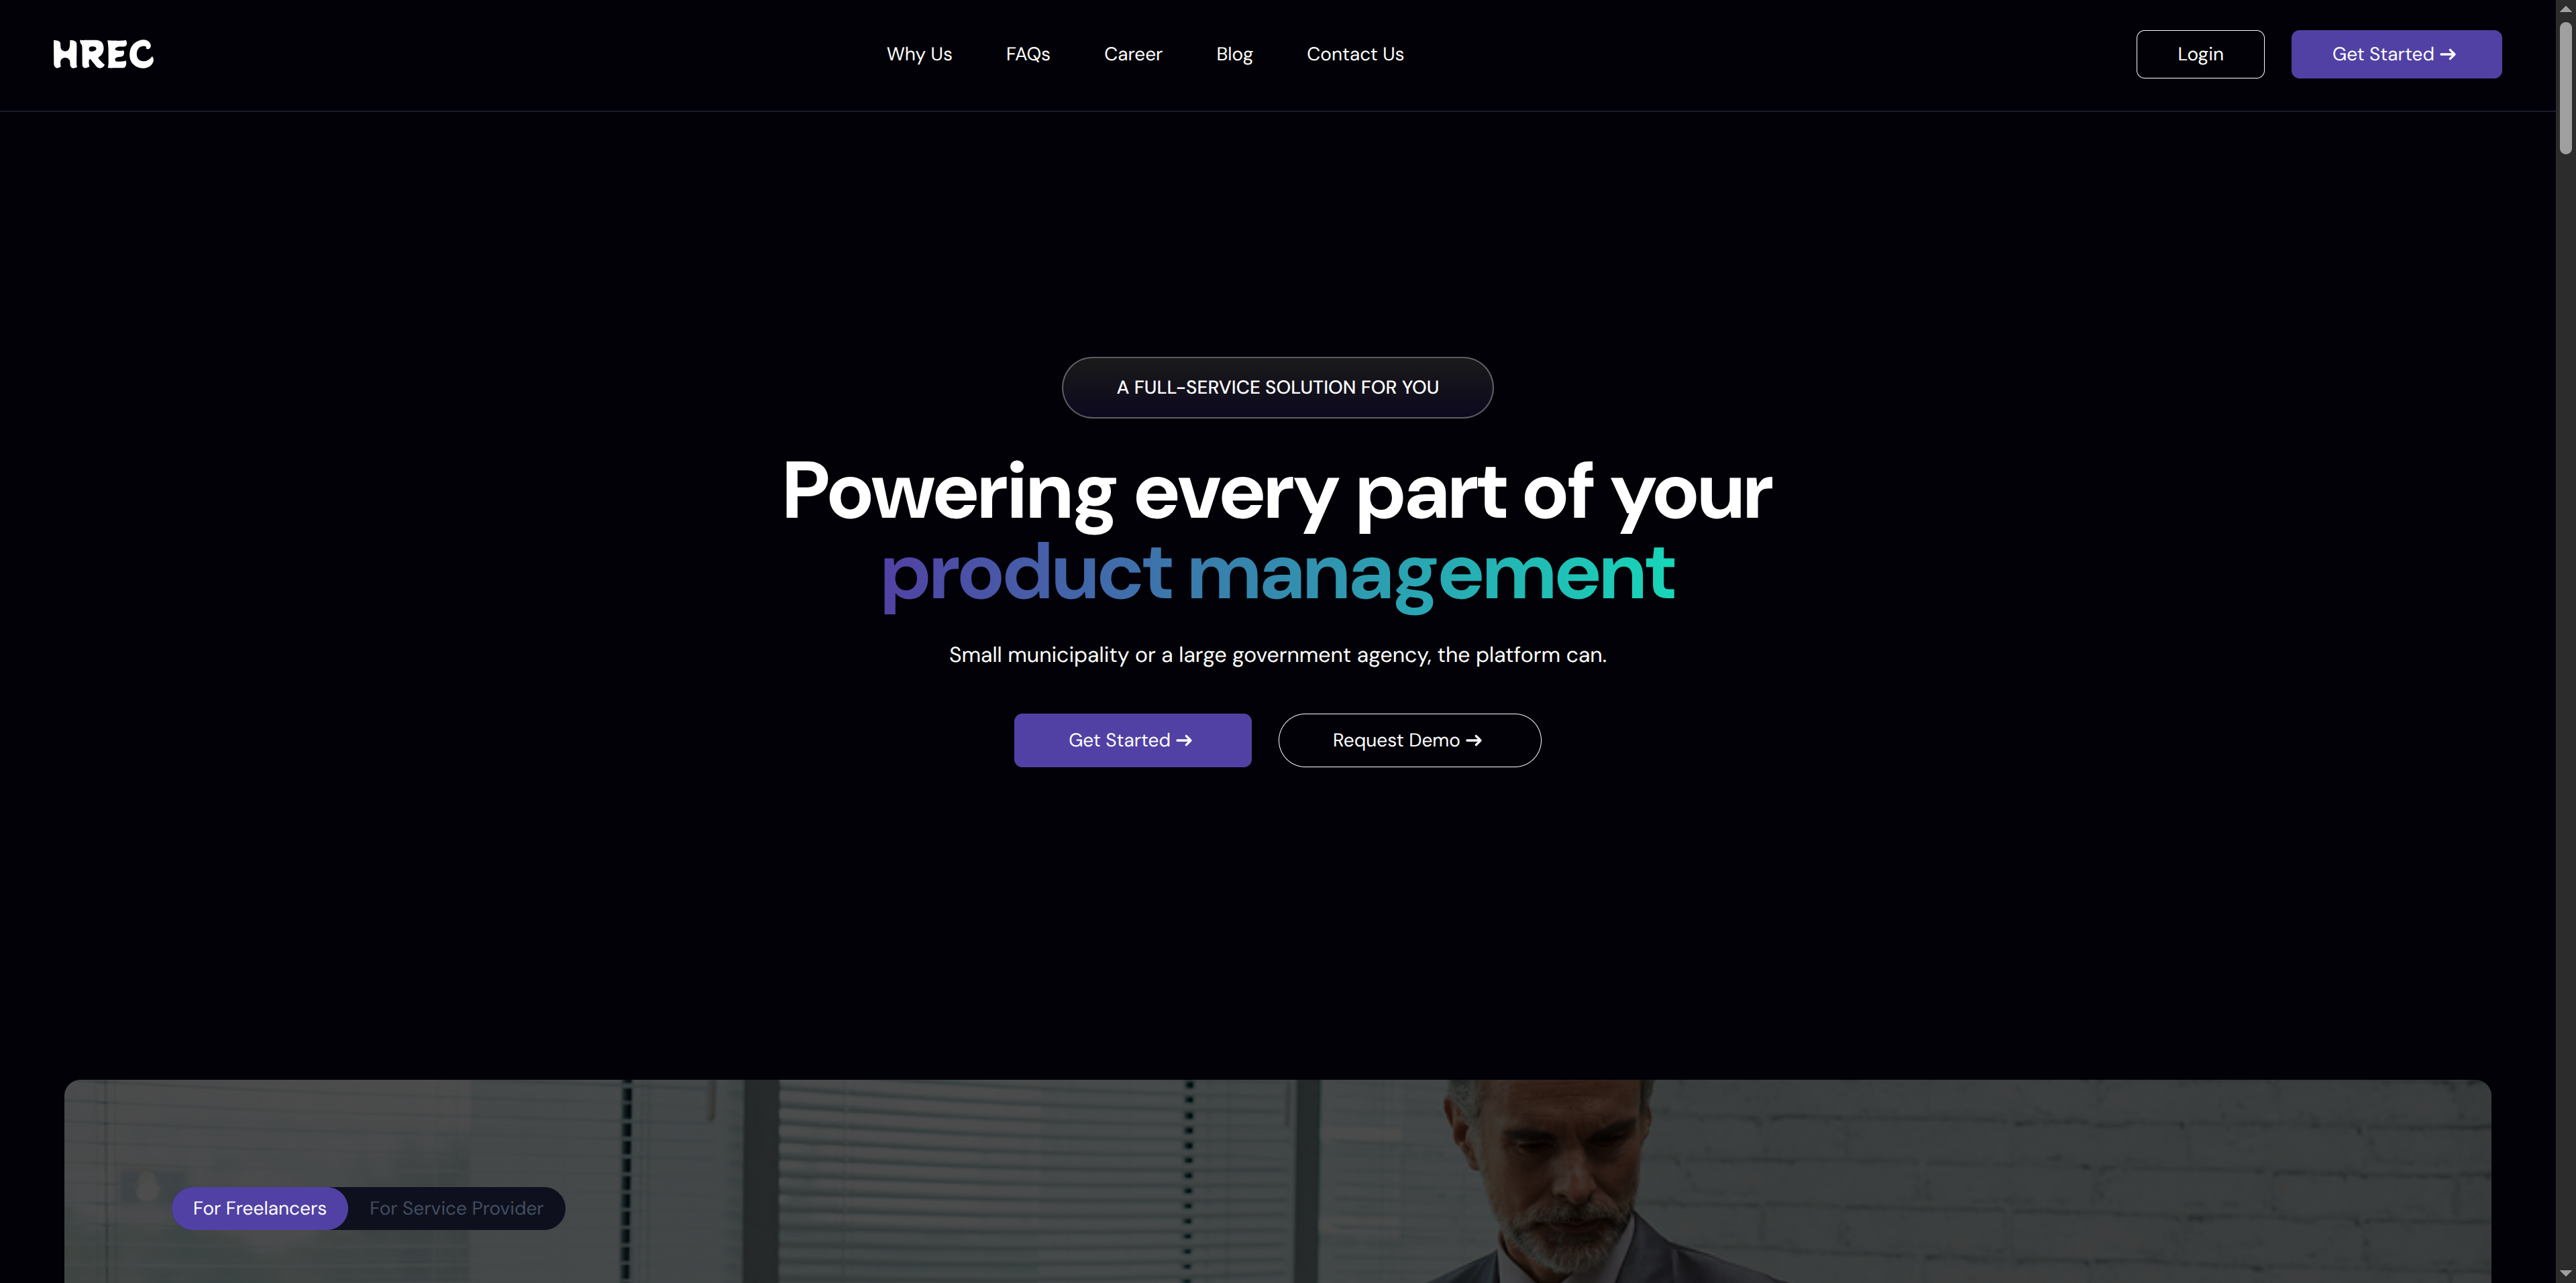 HREC
Why Us
FAQs
Career
Blog
Contact Us
Login
Get Started →
A FULL-SERVICE SOLUTION FOR YOU
Powering every part of your
product management
Small municipality or a large government agency, the platform can.
Get Started →
Request Demo →
For Freelancers
For Service Provider